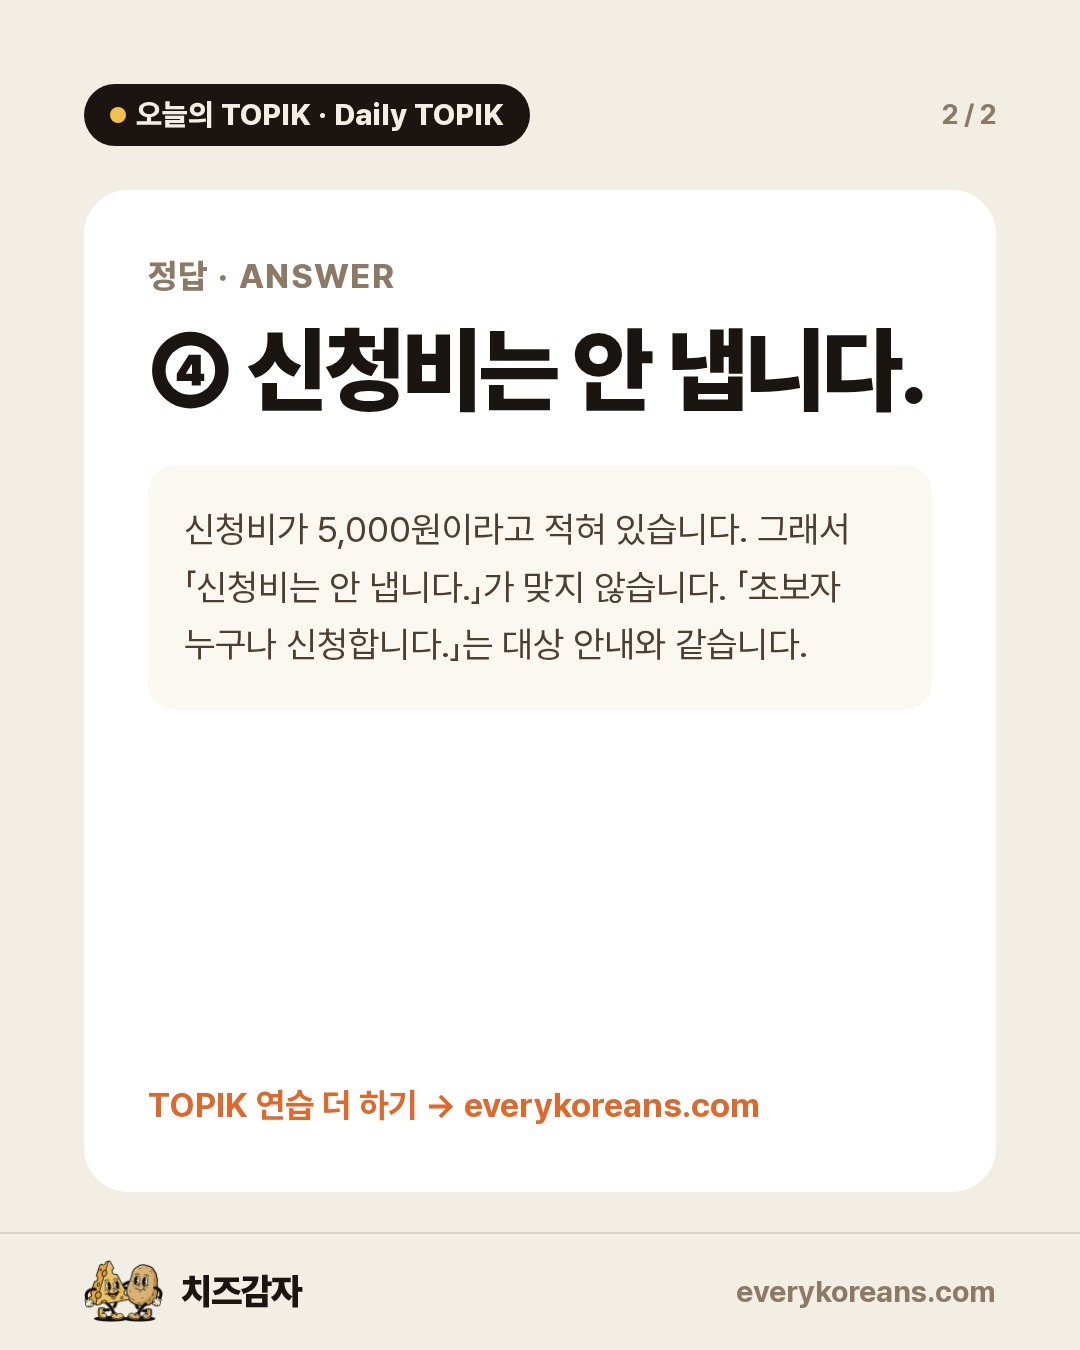 오늘의 TOPIK · Daily TOPIK
2 / 2
정답 · ANSWER
④ 신청비는 안 냅니다.
신청비가 5,000원이라고 적혀 있습니다. 그래서
「신청비는 안 냅니다.」가 맞지 않습니다. 「초보자
누구나 신청합니다.」는 대상 안내와 같습니다.
TOPIK 연습 더 하기 → everykoreans.com
치즈감자
everykoreans.com